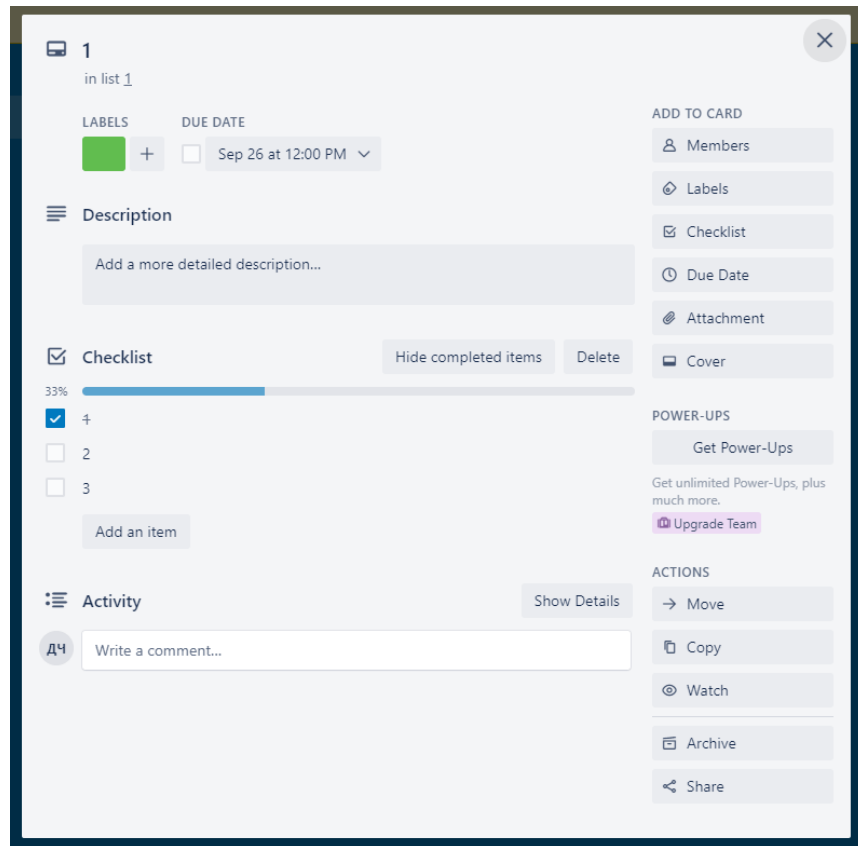 1
in list 1
LABELS
DUE DATE
+
Sep 26 at 12:00 PM
Description
Add a more detailed description...
Checklist
Hide completed items
Delete
33%
1
2
3
Add an item
Activity
Show Details
ДЧ
Write a comment...
ADD TO CARD
Members
Labels
Checklist
Due Date
Attachment
Cover
POWER-UPS
Get Power-Ups
Get unlimited Power-Ups, plus
much more.
Upgrade Team
ACTIONS
Move
Copy
Watch
Archive
Share